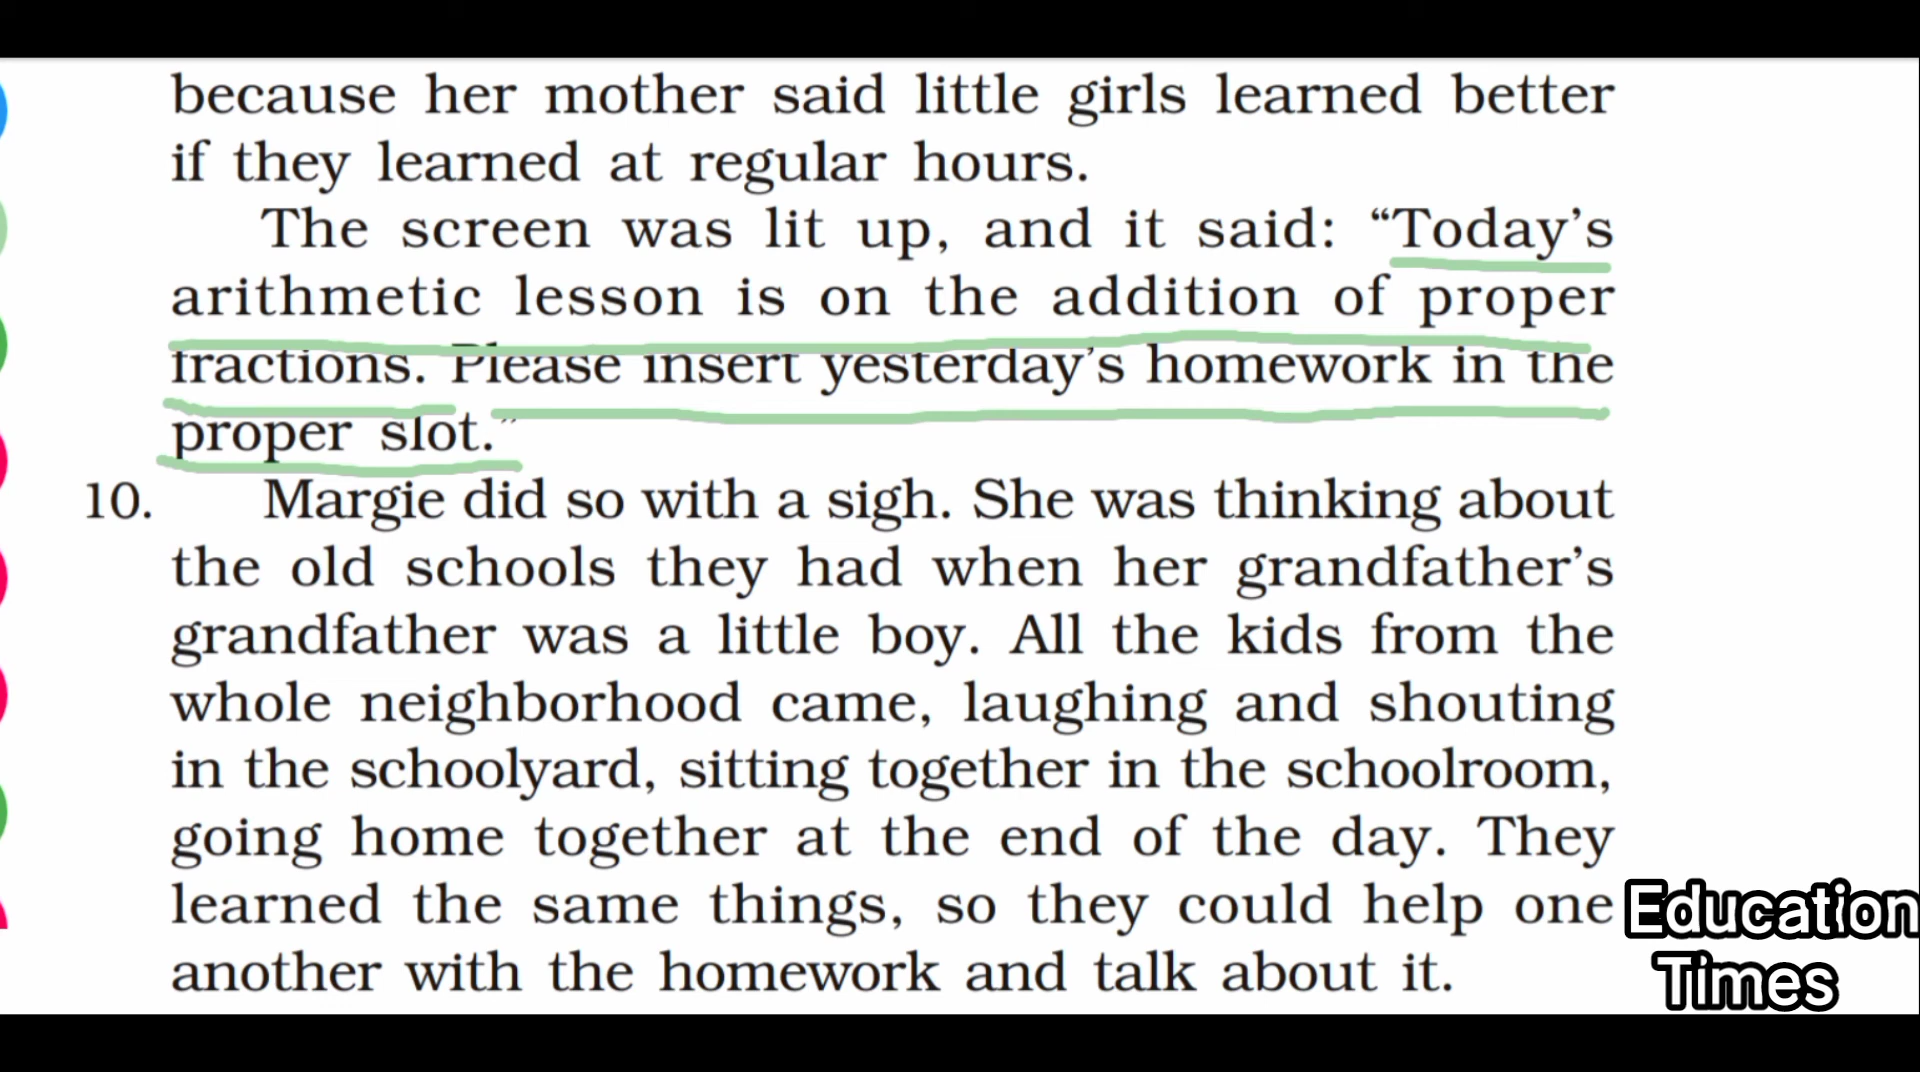 because her mother said little girls learned better
if they learned at regular hours.
The screen was lit up, and it said: “Today’s
arithmetic lesson is on the addition of proper
fractions. Please insert yesterday’s homework in the
proper slot.”
10. Margie did so with a sigh. She was thinking about
the old schools they had when her grandfather’s
grandfather was a little boy. All the kids from the
whole neighborhood came, laughing and shouting
in the schoolyard, sitting together in the schoolroom,
going home together at the end of the day. They
learned the same things, so they could help one
another with the homework and talk about it.
Education
Times